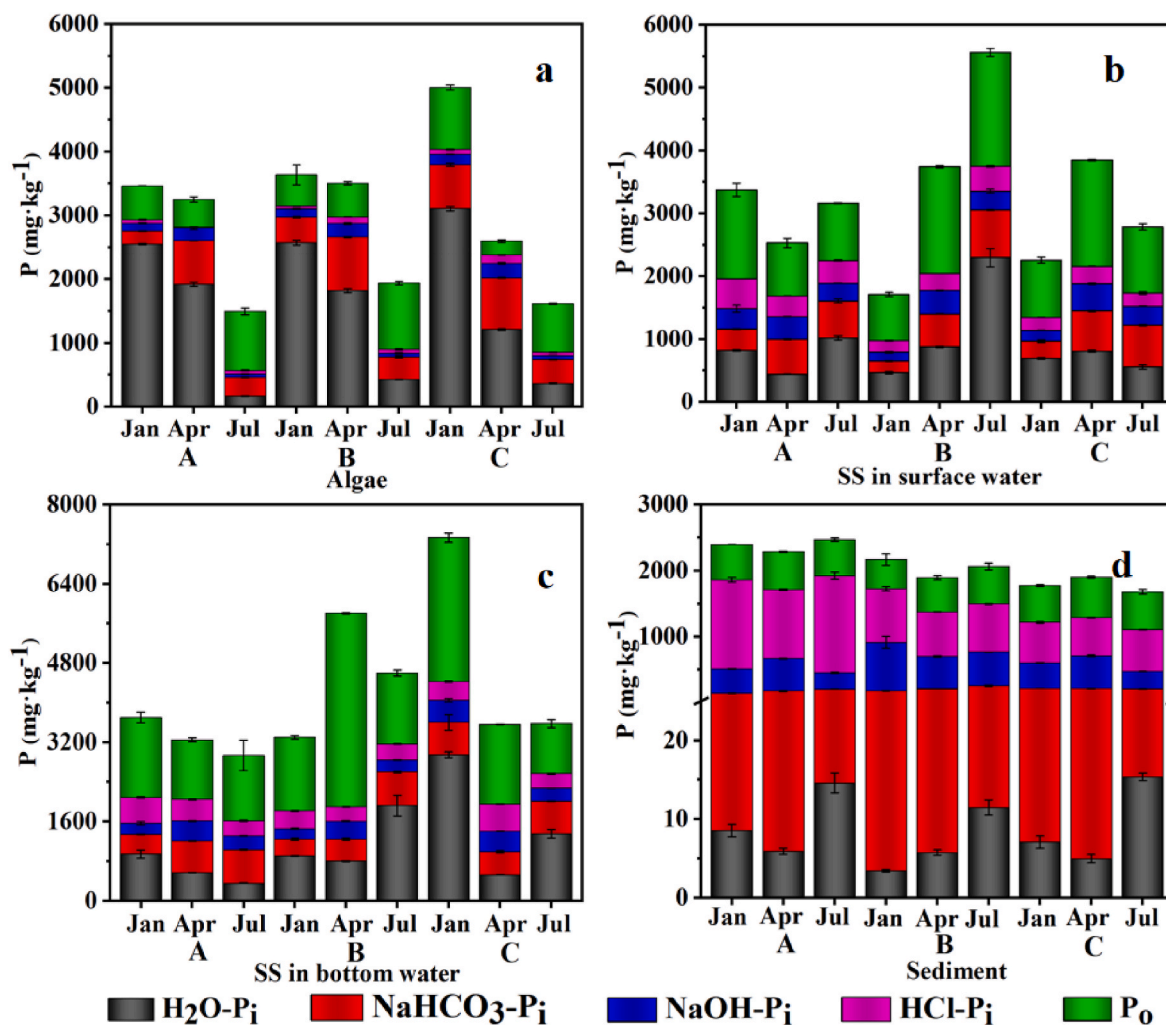 6000
5000
4000
3000
2000
1000
0
P (mg·kg⁻¹)
a
Jan Apr Jul Jan Apr Jul Jan Apr Jul
A B C
Algae
6000
5000
4000
3000
2000
1000
0
P (mg·kg⁻¹)
b
Jan Apr Jul Jan Apr Jul Jan Apr Jul
A B C
SS in surface water
8000
6400
4800
3200
1600
0
P (mg·kg⁻¹)
c
Jan Apr Jul Jan Apr Jul Jan Apr Jul
A B C
SS in bottom water
3000
2000
1000
20
10
0
P (mg·kg⁻¹)
d
Jan Apr Jul Jan Apr Jul Jan Apr Jul
A B C
Sediment
H₂O-Pᵢ NaHCO₃-Pᵢ NaOH-Pᵢ HCl-Pᵢ Pₒ